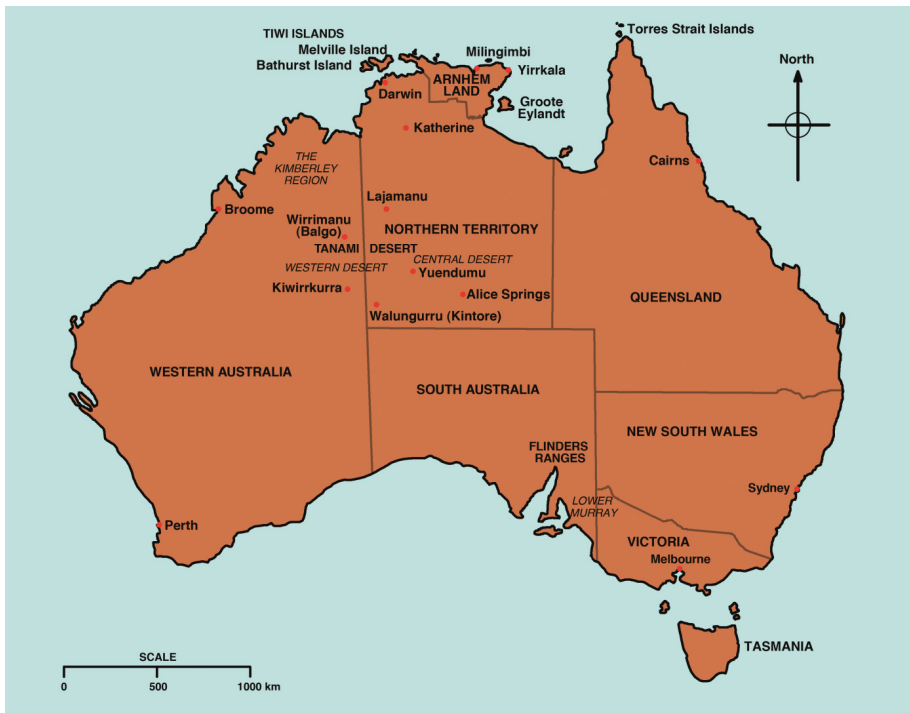 Torres Strait Islands
TIWI ISLANDS
Melville Island
Bathurst Island
Milingimbi
Yirrkala
North
ARNHEM
LAND
Darwin
Groote
Eylandt
Katherine
THE
KIMBERLEY
REGION
Cairns
Lajamanu
Broome
Wirrimanu
(Balgo)
NORTHERN TERRITORY
TANAMI DESERT
CENTRAL DESERT
WESTERN DESERT
Yuendumu
Kiwirrkurra
Alice Springs
QUEENSLAND
Walungurru (Kintore)
WESTERN AUSTRALIA
SOUTH AUSTRALIA
NEW SOUTH WALES
FLINDERS
RANGES
Sydney
LOWER
MURRAY
Perth
VICTORIA
Melbourne
TASMANIA
SCALE
0 500 1000 km